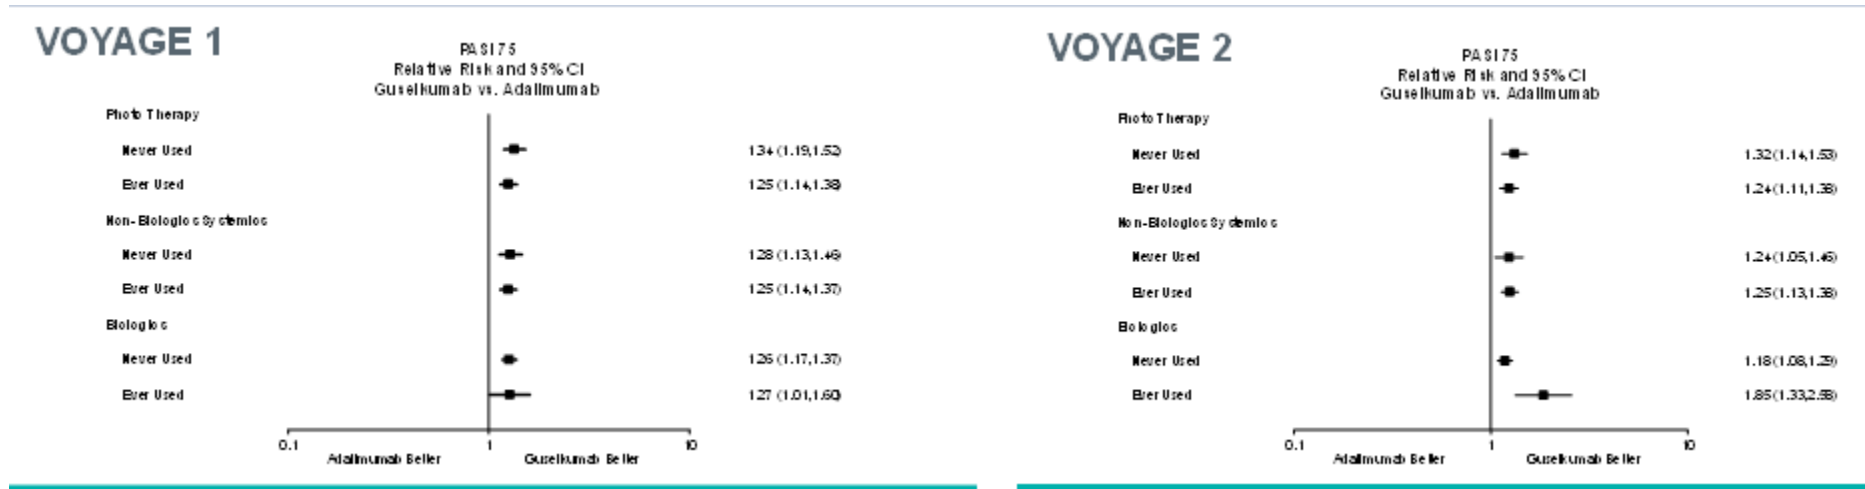 VOYAGE 1
PASI 75
Relative Risk and 95% CI
Guselkumab vs. Adalimumab
Photo Therapy
Never Used 1.34 (1.19,1.52)
Ever Used 1.25 (1.14,1.38)
Non-Biologics Systemics
Never Used 1.28 (1.13,1.46)
Ever Used 1.25 (1.14,1.37)
Biologics
Never Used 1.26 (1.17,1.37)
Ever Used 1.27 (1.01,1.60)
0.1 1 10
Adalimumab Better Guselkumab Better
VOYAGE 2
PASI 75
Relative Risk and 95% CI
Guselkumab vs. Adalimumab
Photo Therapy
Never Used 1.32 (1.14,1.53)
Ever Used 1.24 (1.11,1.38)
Non-Biologics Systemics
Never Used 1.24 (1.05,1.46)
Ever Used 1.25 (1.13,1.38)
Biologics
Never Used 1.18 (1.08,1.29)
Ever Used 1.85 (1.33,2.58)
0.1 1 10
Adalimumab Better Guselkumab Better